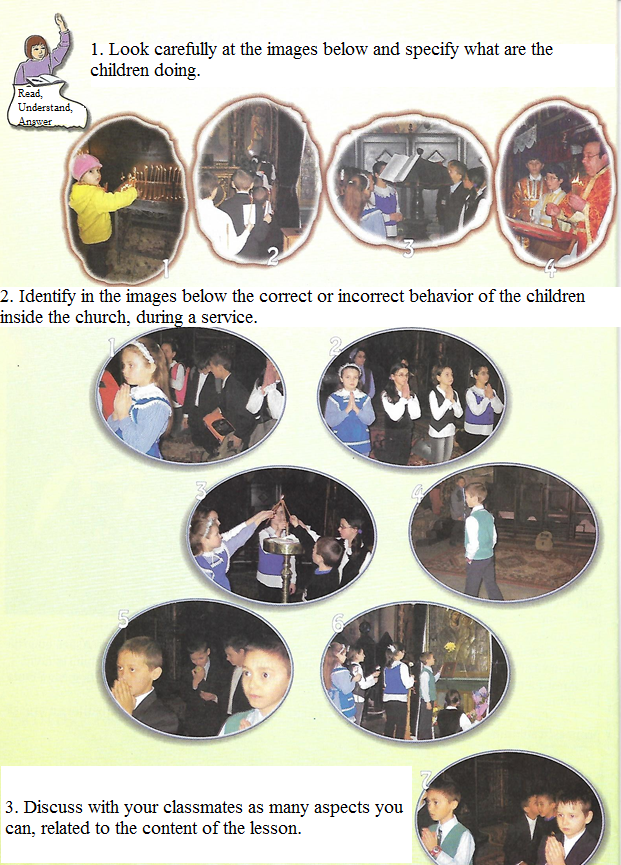 1. Look carefully at the images below and specify what are the
children doing.
Read,
Understand,
Answer
1
2
3
4
2. Identify in the images below the correct or incorrect behavior of the children
inside the church, during a service.
1
2
3
4
5
6
7
3. Discuss with your classmates as many aspects you
can, related to the content of the lesson.